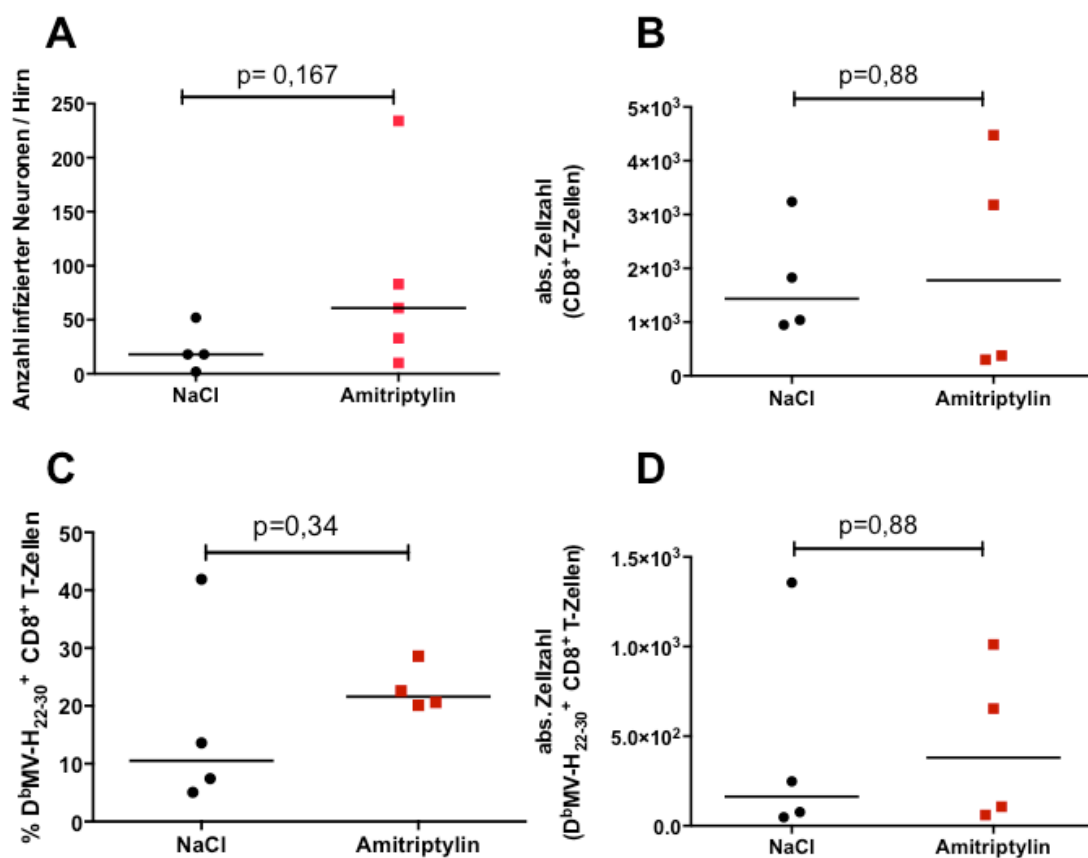 A
p= 0,167
Anzahl infizierter Neuronen / Hirn
250
200
150
100
50
0
NaCl
Amitriptylin
B
p=0,88
abs. Zellzahl
(CD8⁺ T-Zellen)
5×10³
4×10³
3×10³
2×10³
1×10³
0
NaCl
Amitriptylin
C
p=0,34
% DᵇMV-H₂₂₋₃₀⁺ CD8⁺ T-Zellen
50
40
30
20
10
0
NaCl
Amitriptylin
D
p=0,88
abs. Zellzahl
(DᵇMV-H₂₂₋₃₀⁺ CD8⁺ T-Zellen)
1.5×10³
1.0×10³
5.0×10²
0.0
NaCl
Amitriptylin